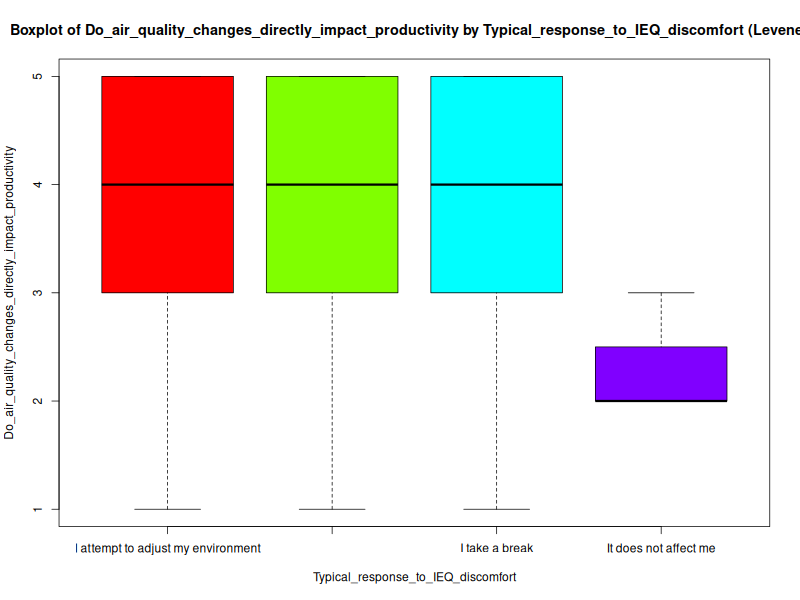 Boxplot of Do_air_quality_changes_directly_impact_productivity by Typical_response_to_IEQ_discomfort (Levene
Do_air_quality_changes_directly_impact_productivity
5
4
3
2
1
I attempt to adjust my environment
I take a break
It does not affect me
Typical_response_to_IEQ_discomfort